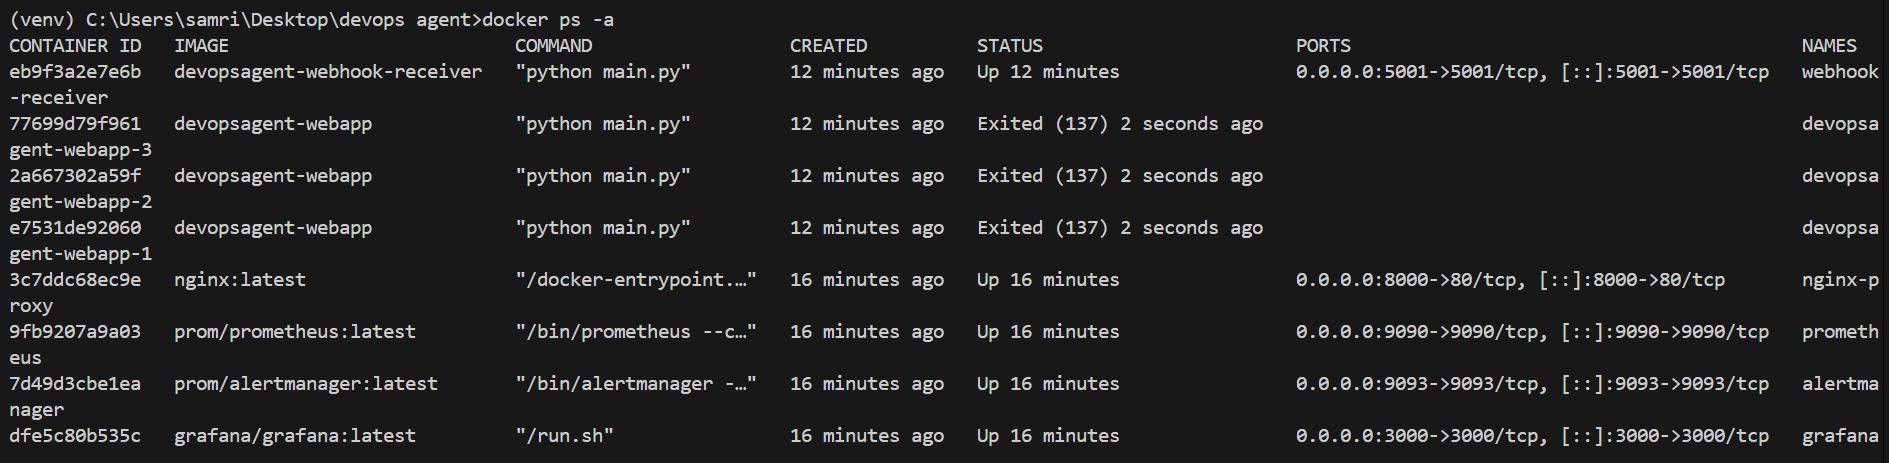 (venv) C:\Users\samri\Desktop\devops agent>docker ps -a
CONTAINER ID   IMAGE                          COMMAND                  CREATED          STATUS                       PORTS                                         NAMES
eb9f3a2e7e6b   devopsagent-webhook-receiver   "python main.py"         12 minutes ago   Up 12 minutes                0.0.0.0:5001->5001/tcp, [::]:5001->5001/tcp   webhook
-receiver
77699d79f961   devopsagent-webapp             "python main.py"         12 minutes ago   Exited (137) 2 seconds ago                                                 devopsa
gent-webapp-3
2a667302a59f   devopsagent-webapp             "python main.py"         12 minutes ago   Exited (137) 2 seconds ago                                                 devopsa
gent-webapp-2
e7531de92060   devopsagent-webapp             "python main.py"         12 minutes ago   Exited (137) 2 seconds ago                                                 devopsa
gent-webapp-1
3c7ddc68ec9e   nginx:latest                   "/docker-entrypoint.…"   16 minutes ago   Up 16 minutes                0.0.0.0:8000->80/tcp, [::]:8000->80/tcp       nginx-p
roxy
9fb9207a9a03   prom/prometheus:latest         "/bin/prometheus --c…"   16 minutes ago   Up 16 minutes                0.0.0.0:9090->9090/tcp, [::]:9090->9090/tcp   prometh
eus
7d49d3cbe1ea   prom/alertmanager:latest       "/bin/alertmanager -…"   16 minutes ago   Up 16 minutes                0.0.0.0:9093->9093/tcp, [::]:9093->9093/tcp   alertma
nager
dfe5c80b535c   grafana/grafana:latest         "/run.sh"                16 minutes ago   Up 16 minutes                0.0.0.0:3000->3000/tcp, [::]:3000->3000/tcp   grafana